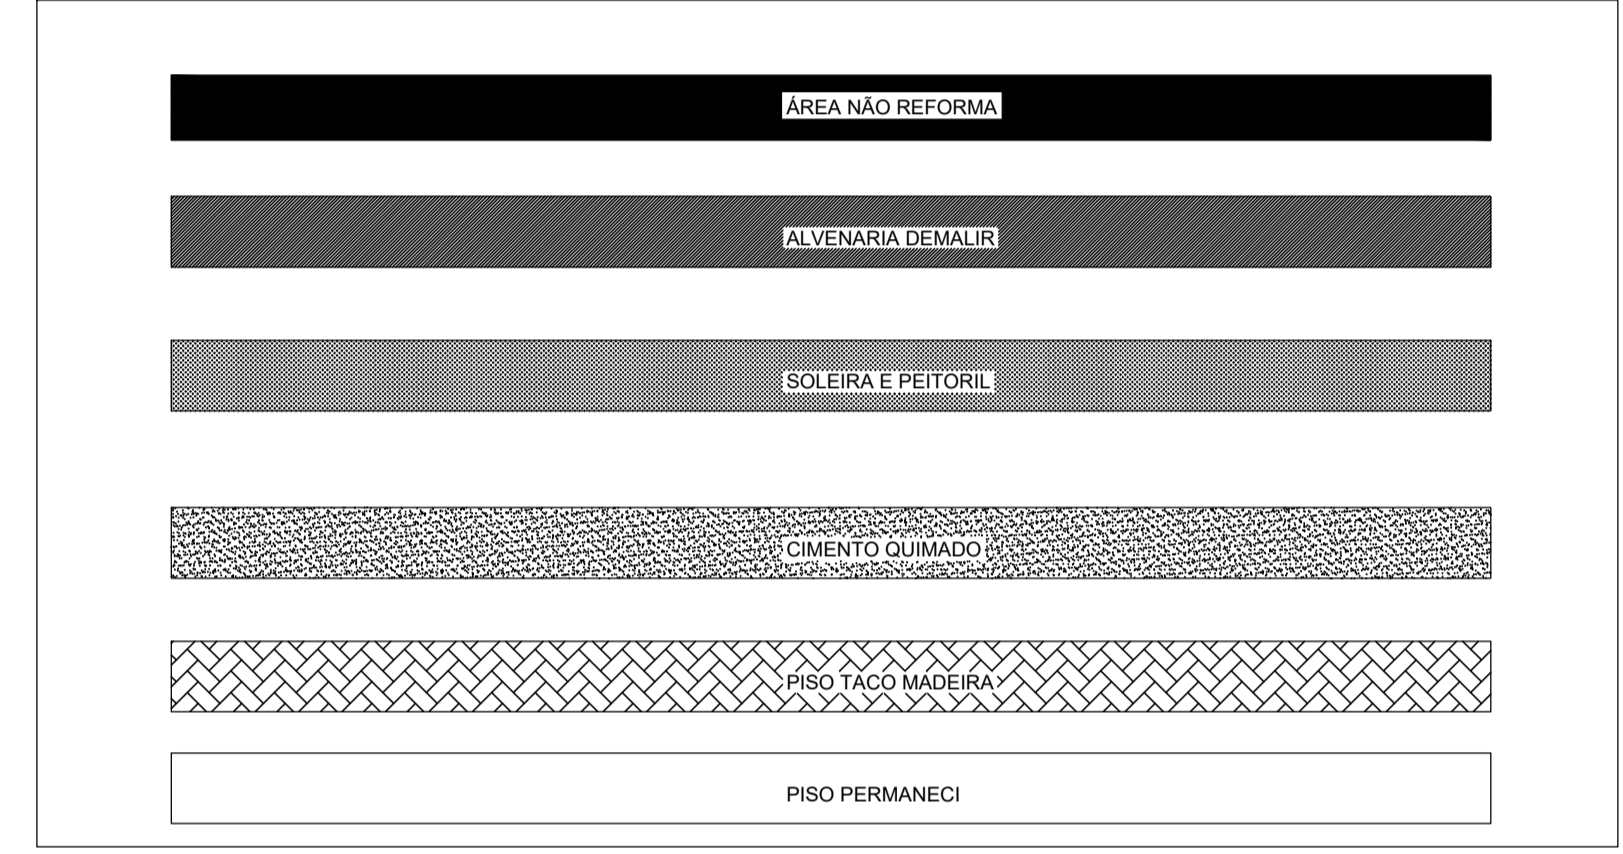 ÁREA NÃO REFORMA
ALVENARIA DEMALIR
SOLEIRA E PEITORIL
CIMENTO QUIMADO
PISO TACO MADEIRA
PISO PERMANECI